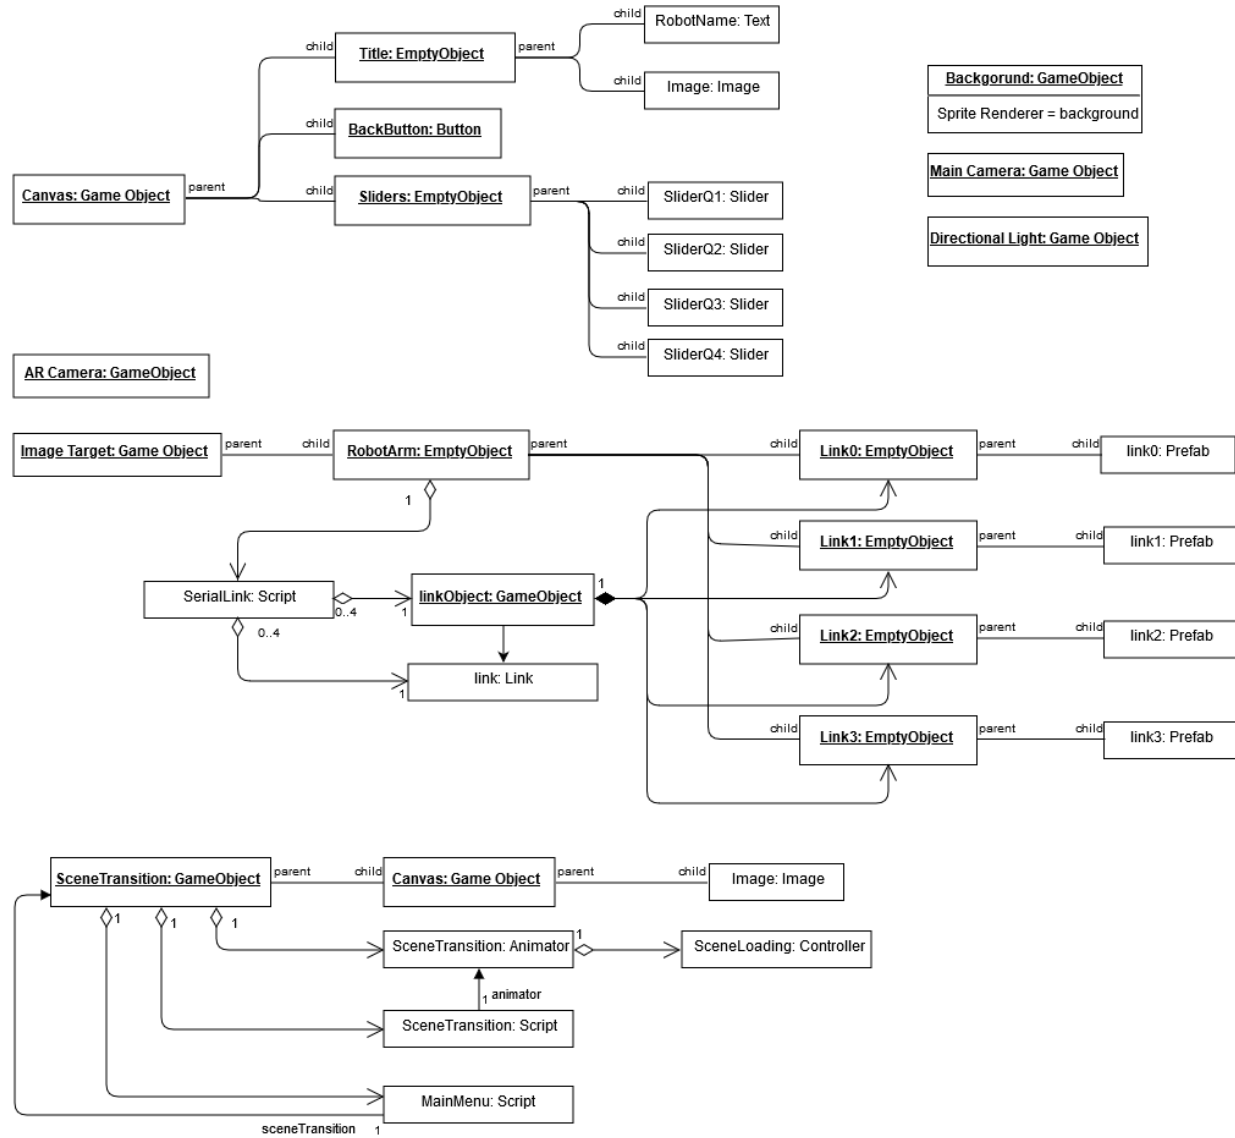 child
RobotName: Text
child
Title: EmptyObject
parent
child
Image: Image
Backgorund: GameObject
Sprite Renderer = background
child
BackButton: Button
Main Camera: Game Object
Canvas: Game Object
parent
child
Sliders: EmptyObject
parent
child
SliderQ1: Slider
Directional Light: Game Object
child
SliderQ2: Slider
child
SliderQ3: Slider
child
SliderQ4: Slider
AR Camera: GameObject
Image Target: Game Object
parent
child
RobotArm: EmptyObject
parent
child
Link0: EmptyObject
parent
child
link0: Prefab
1
child
Link1: EmptyObject
parent
child
link1: Prefab
SerialLink: Script
0..4
1
linkObject: GameObject
1
0..4
1
link: Link
child
Link2: EmptyObject
parent
child
link2: Prefab
child
Link3: EmptyObject
parent
child
link3: Prefab
SceneTransition: GameObject
parent
child
Canvas: Game Object
parent
child
Image: Image
1
1
1
SceneTransition: Animator
1
SceneLoading: Controller
1
animator
SceneTransition: Script
MainMenu: Script
sceneTransition
1